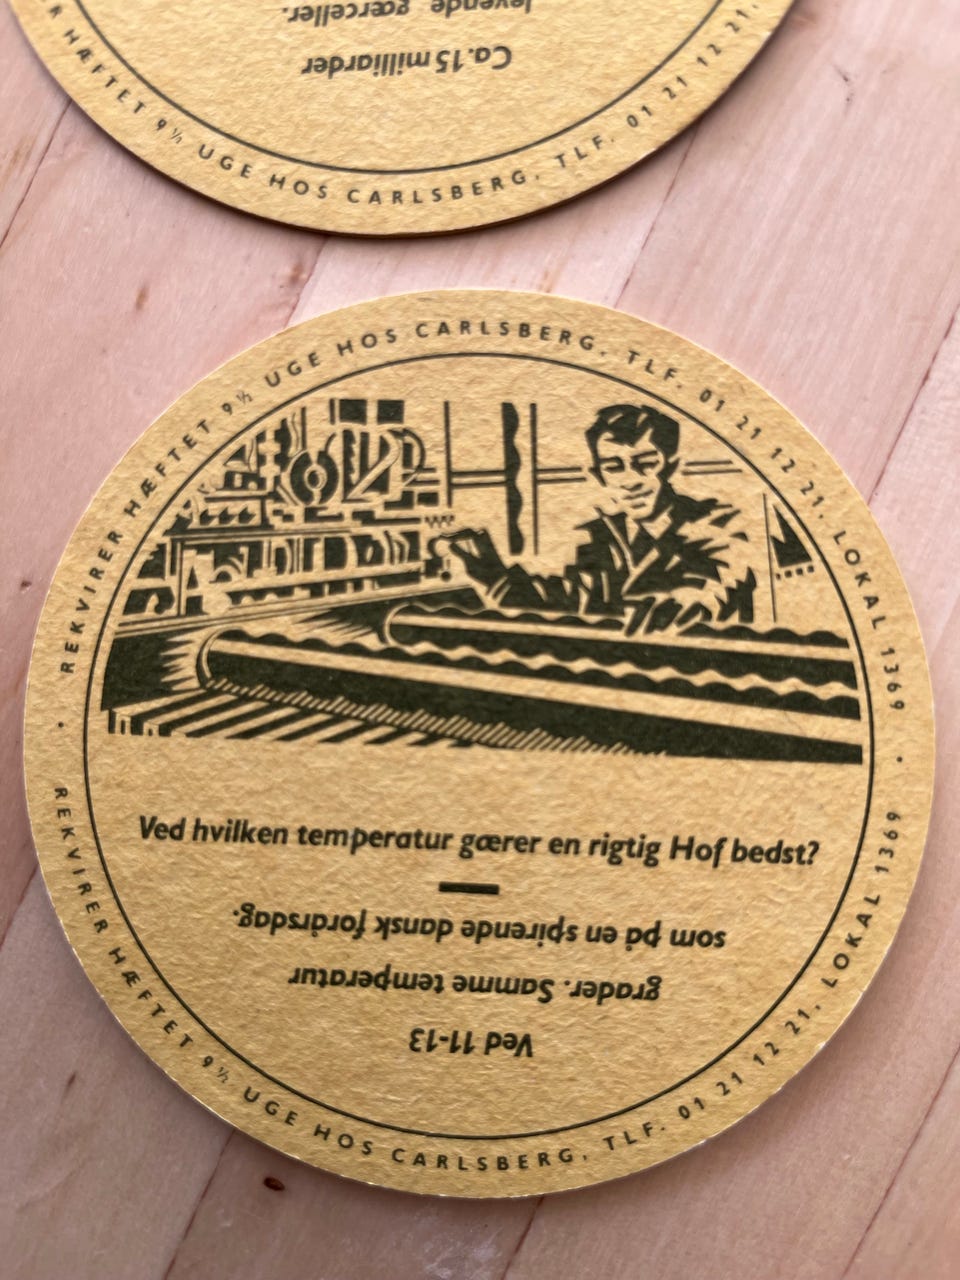 levende gærceller.
Ca. 15 milliarder
HÆFTET 9½ UGE HOS CARLSBERG, TLF. 01 21 12 21,
REKVIRER HÆFTET 9½ UGE HOS CARLSBERG, TLF. 01 21 12 21, LOKAL 1369
Ved hvilken temperatur gærer en rigtig Hof bedst?
Ved 11-13
grader. Samme temperatur
som på en spirende dansk forårsdag.
REKVIRER HÆFTET 9½ UGE HOS CARLSBERG, TLF. 01 21 12 21, LOKAL 1369